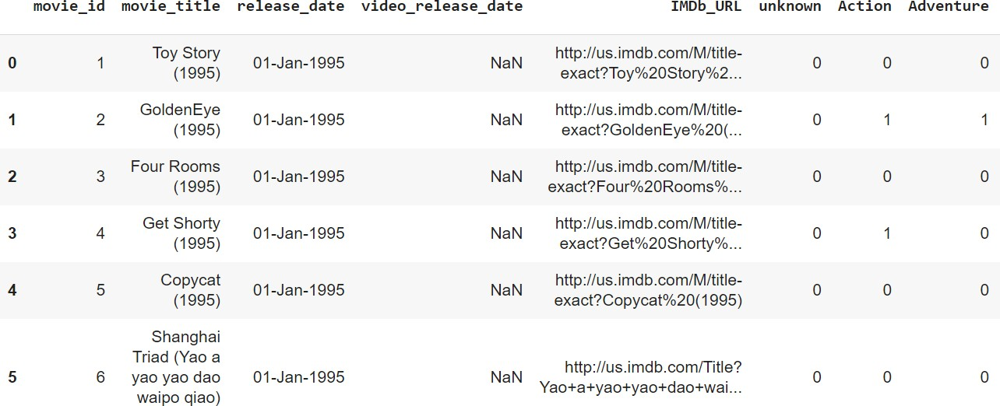 movie_id movie_title release_date video_release_date IMDb_URL unknown Action Adventure
0 1 Toy Story (1995) 01-Jan-1995 NaN http://us.imdb.com/M/title-exact?Toy%20Story%2... 0 0 0
1 2 GoldenEye (1995) 01-Jan-1995 NaN http://us.imdb.com/M/title-exact?GoldenEye%20(... 0 1 1
2 3 Four Rooms (1995) 01-Jan-1995 NaN http://us.imdb.com/M/title-exact?Four%20Rooms%... 0 0 0
3 4 Get Shorty (1995) 01-Jan-1995 NaN http://us.imdb.com/M/title-exact?Get%20Shorty%... 0 1 0
4 5 Copycat (1995) 01-Jan-1995 NaN http://us.imdb.com/M/title-exact?Copycat%20(1995) 0 0 0
5 6 Shanghai Triad (Yao a yao yao dao waipo qiao) 01-Jan-1995 NaN http://us.imdb.com/Title?Yao+a+yao+yao+dao+wai... 0 0 0